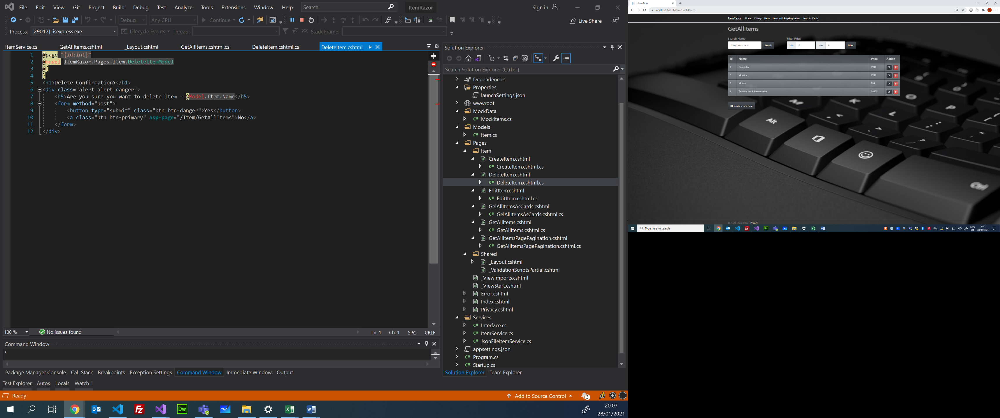 File Edit View Git Project Build Debug Test Analyze Tools Extensions Window Help Search ItemRazor Sign in
Debug Any CPU Continue Live Share
Process: [29012] iisexpress.exe Lifecycle Events Thread: Stack Frame:
ItemService.cs GetAllItems.cshtml _Layout.cshtml GetAllItems.cshtml.cs DeleteItem.cshtml.cs DeleteItem.cshtml
1 @page "{id:int}"
2 @model ItemRazor.Pages.Item.DeleteItemModel
3 @{
4 }
5 <h1>Delete Confirmation></h1>
6 <div class="alert alert-danger">
7 <h5>Are you sure you want to delete Item - @Model.Item.Name</h5>
8 <form method="post">
9 <button type="submit" class="btn btn-danger">Yes</button>
10 <a class="btn btn-primary" asp-page="/Item/GetAllItems">No</a>
11 </form>
12 </div>
100 % No issues found Ln: 1 Ch: 1 SPC CRLF
Command Window
>
Package Manager Console Call Stack Breakpoints Exception Settings Command Window Immediate Window Output
Test Explorer Autos Locals Watch 1
Solution Explorer
Search Solution Explorer (Ctrl+¨)
Dependencies
Properties
launchSettings.json
wwwroot
MockData
C# MockItems.cs
Models
C# Item.cs
Pages
Item
CreateItem.cshtml
C# CreateItem.cshtml.cs
DeleteItem.cshtml
C# DeleteItem.cshtml.cs
EditItem.cshtml
C# EditItem.cshtml.cs
GelAllItemsAsCards.cshtml
C# GelAllItemsAsCards.cshtml.cs
GetAllItems.cshtml
C# GetAllItems.cshtml.cs
GetAllItemsPagePagination.cshtml
C# GetAllItemsPagePagination.cshtml.cs
Shared
_Layout.cshtml
_ValidationScriptsPartial.cshtml
_ViewImports.cshtml
_ViewStart.cshtml
Error.cshtml
Index.cshtml
Privacy.cshtml
Services
C# Interface.cs
C# ItemService.cs
C# JsonFileItemService.cs
appsettings.json
C# Program.cs
C# Startup.cs
Solution Explorer Team Explorer
Ready Add to Source Control 3
20.07
28/01/2021
- ItemRazor
localhost:44374/Item/GetAllItems
ItemRazor Home Privacy Items Items with PagePagination Items As Cards
GetAllItems
Search Name Filter Price
Enter search term Search Min 0 Max 0 Filter
Id Name Price Action
1 Computer 9999
3 Monitor 2999
6 Mouse 299
4 Terminal bord, hæve sænke 14000
Create a new Item
Alt
Ctrl
© 2020 - ItemRazor - Privacy
Type here to search
ENG
DA
20.07
28/01/2021